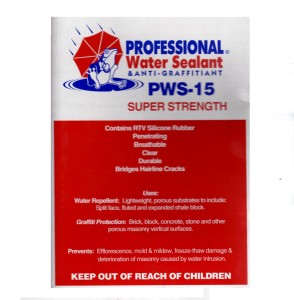 PROFESSIONAL®
Water Sealant
& ANTI-GRAFFITIANT
PWS-15
SUPER STRENGTH
Contains RTV Silicone Rubber
Penetrating
Breathable
Clear
Durable
Bridges Hairline Cracks
Uses:
Water Repellent: Lightweight, porous substrates to include:
Split face, fluted and expanded shale block.
Graffiti Protection: Brick, block, concrete, stone and other
porous masonry vertical surfaces.
Prevents: Efflorescence, mold & mildew, freeze-thaw damage &
deterioration of masonry caused by water intrusion.
KEEP OUT OF REACH OF CHILDREN